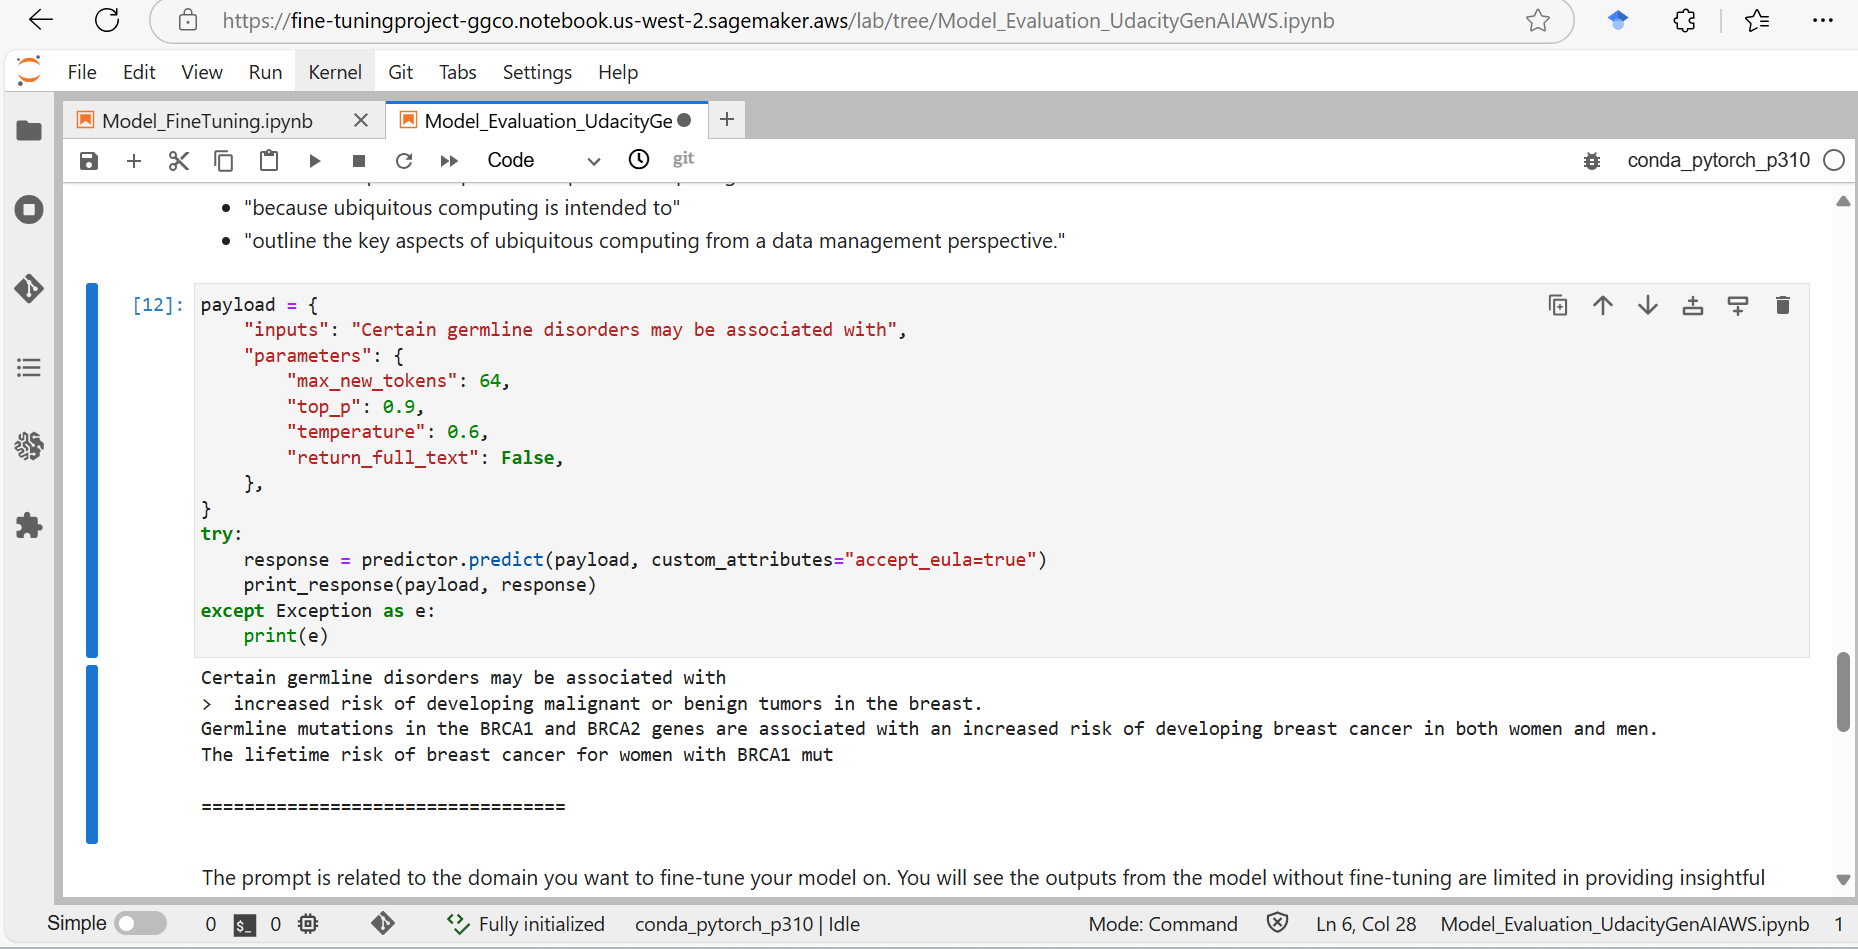 https://fine-tuningproject-ggco.notebook.us-west-2.sagemaker.aws/lab/tree/Model_Evaluation_UdacityGenAIAWS.ipynb
File Edit View Run Kernel Git Tabs Settings Help
Model_FineTuning.ipynb Model_Evaluation_UdacityGe
Code git conda_pytorch_p310
"because ubiquitous computing is intended to"
"outline the key aspects of ubiquitous computing from a data management perspective."
[12]: payload = {
"inputs": "Certain germline disorders may be associated with",
"parameters": {
"max_new_tokens": 64,
"top_p": 0.9,
"temperature": 0.6,
"return_full_text": False,
},
}
try:
response = predictor.predict(payload, custom_attributes="accept_eula=true")
print_response(payload, response)
except Exception as e:
print(e)
Certain germline disorders may be associated with
> increased risk of developing malignant or benign tumors in the breast.
Germline mutations in the BRCA1 and BRCA2 genes are associated with an increased risk of developing breast cancer in both women and men.
The lifetime risk of breast cancer for women with BRCA1 mut
==================================
The prompt is related to the domain you want to fine-tune your model on. You will see the outputs from the model without fine-tuning are limited in providing insightful
Simple 0 $_ 0 Fully initialized conda_pytorch_p310 | Idle Mode: Command Ln 6, Col 28 Model_Evaluation_UdacityGenAIAWS.ipynb 1